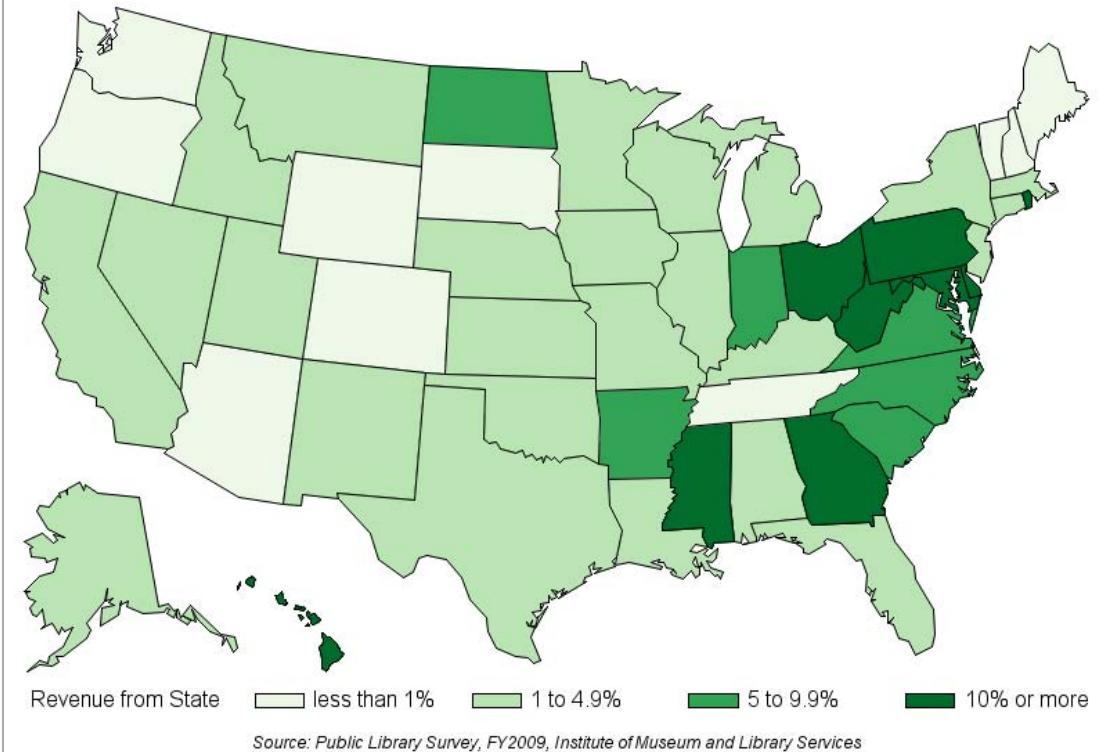 Revenue from State less than 1% 1 to 4.9% 5 to 9.9% 10% or more
Source: Public Library Survey, FY2009, Institute of Museum and Library Services